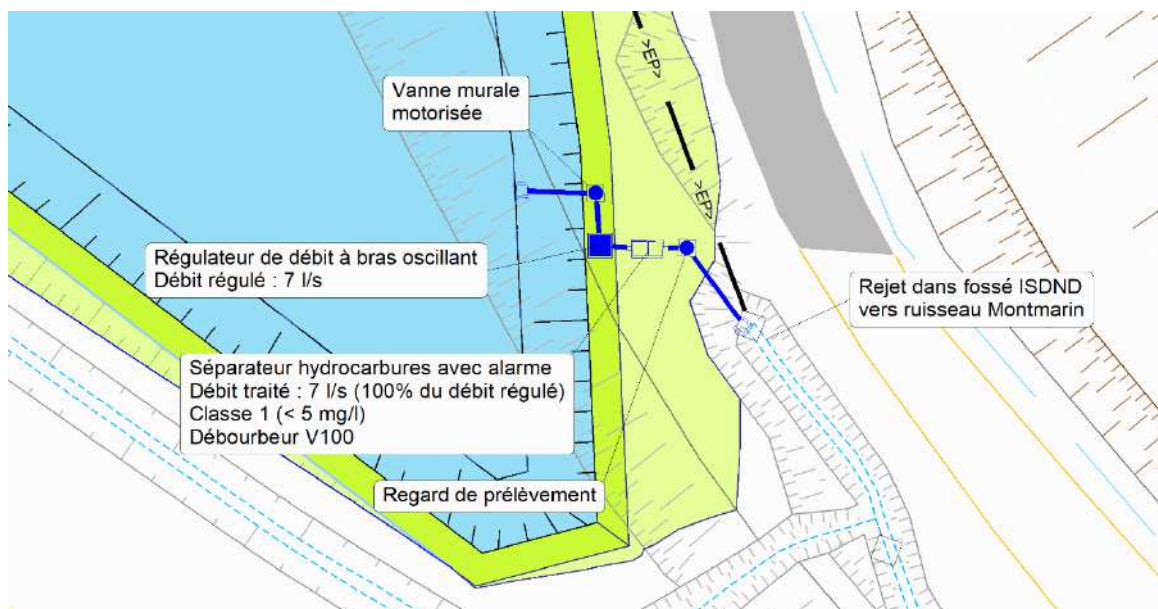 >EP>
Vanne murale
motorisée
>EP>
Régulateur de débit à bras oscillant
Débit régulé : 7 l/s
Rejet dans fossé ISDND
vers ruisseau Montmarin
Séparateur hydrocarbures avec alarme
Débit traité : 7 l/s (100% du débit régulé)
Classe 1 (< 5 mg/l)
Débourbeur V100
Regard de prélèvement